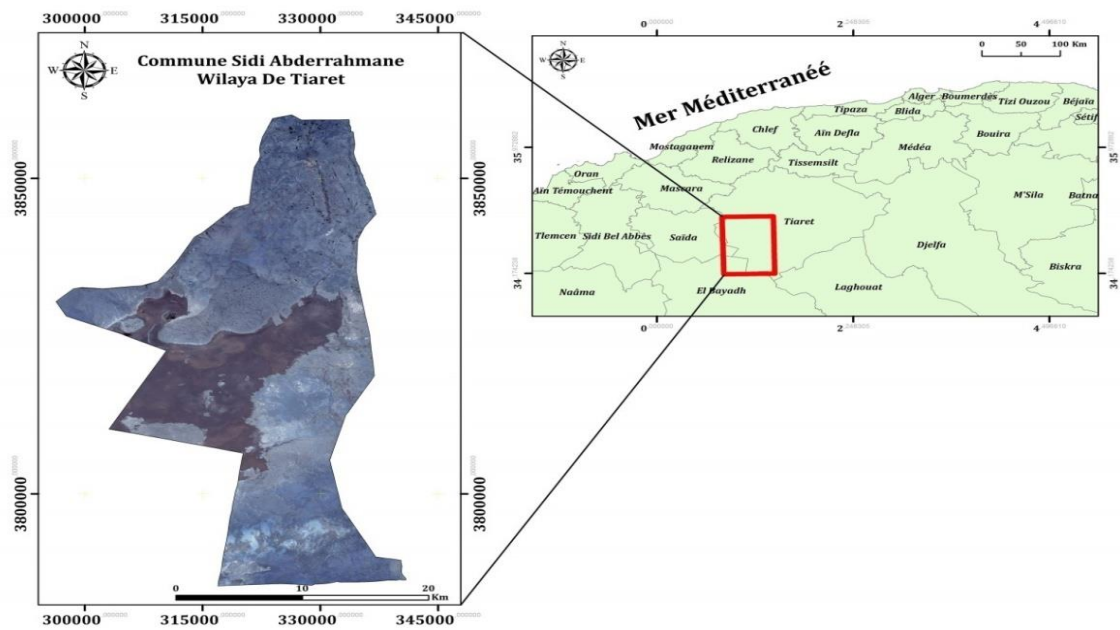 300000 315000 330000 345000
N
W E
S
Commune Sidi Abderrahmane
Wilaya De Tiaret
3850000 3850000
3800000 3800000
0 10 20
Km
300000 315000 330000 345000
0 2 4
0 50 100 Km
Mer Méditerranéé
Alger Boumerdès Tizi Ouzou Béjaïa
Tipaza Blida Sétif
Chlef Aïn Defla Bouira
Mostaganem Médéa
Relizane Tissemsilt
Oran
Aïn Témouchent Mascara M'Sila Batna
Tiaret
Tlemcen Sidi Bel Abbès Saïda Djelfa
Biskra
Naâma El Bayadh Laghouat
35 35
34 34
0 2 4